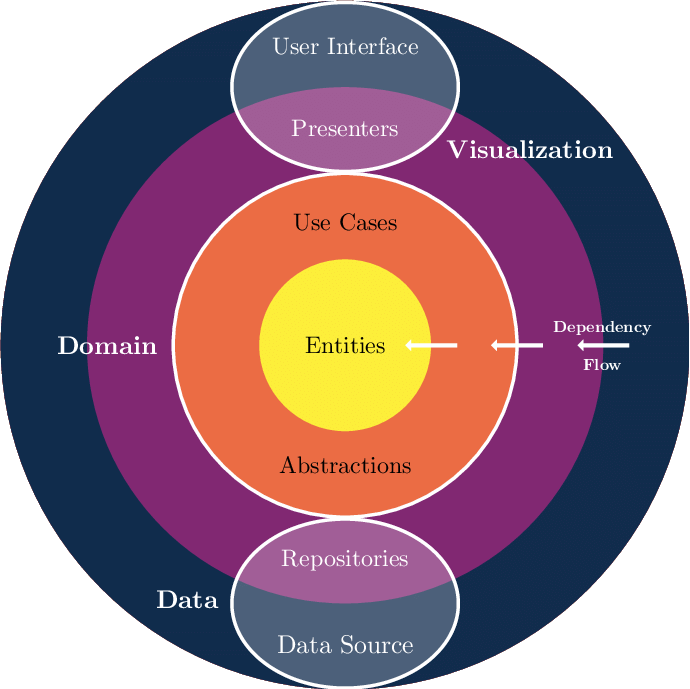 User Interface
Presenters
Visualization
Use Cases
Dependency
Domain
Entities
Flow
Abstractions
Repositories
Data
Data Source